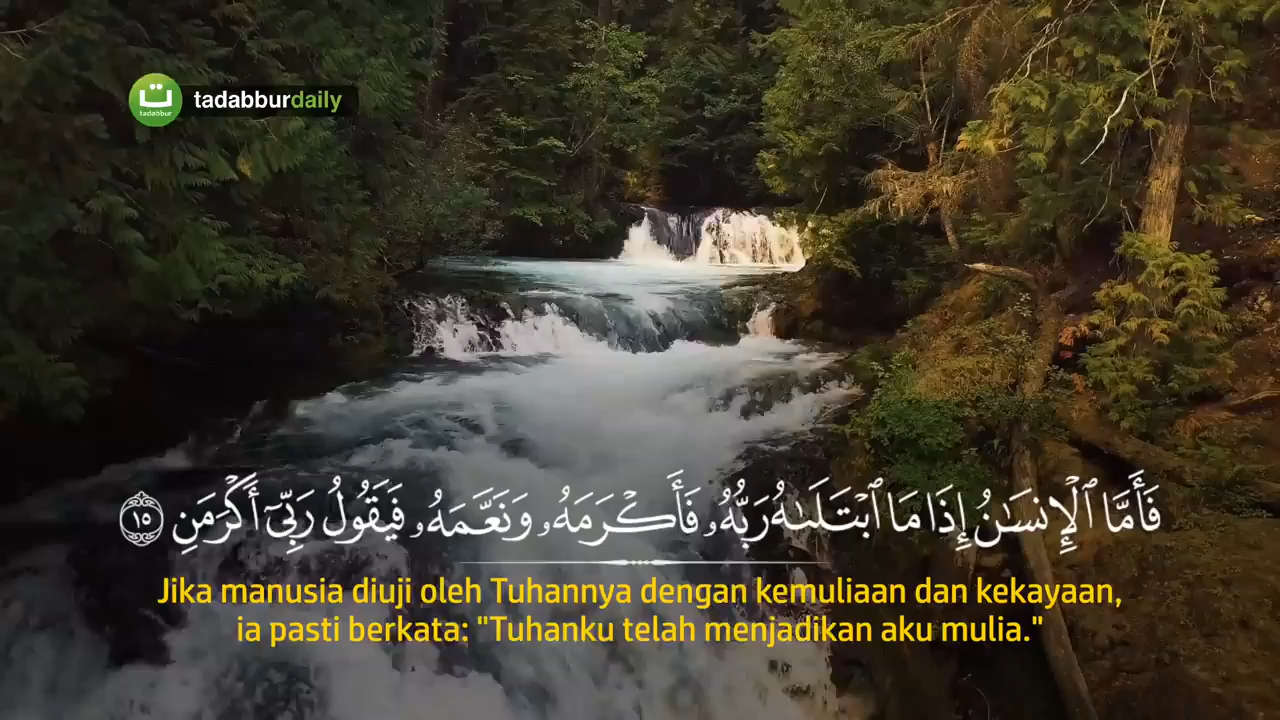 ت
tadabbur
tadabburdaily
فَأَمَّا ٱلْإِنسَٰنُ إِذَا مَا ٱبْتَلَىٰهُ رَبُّهُۥ فَأَكْرَمَهُۥ وَنَعَّمَهُۥ فَيَقُولُ رَبِّىٓ أَكْرَمَنِ ١٥
Jika manusia diuji oleh Tuhannya dengan kemuliaan dan kekayaan,
ia pasti berkata: "Tuhanku telah menjadikan aku mulia."